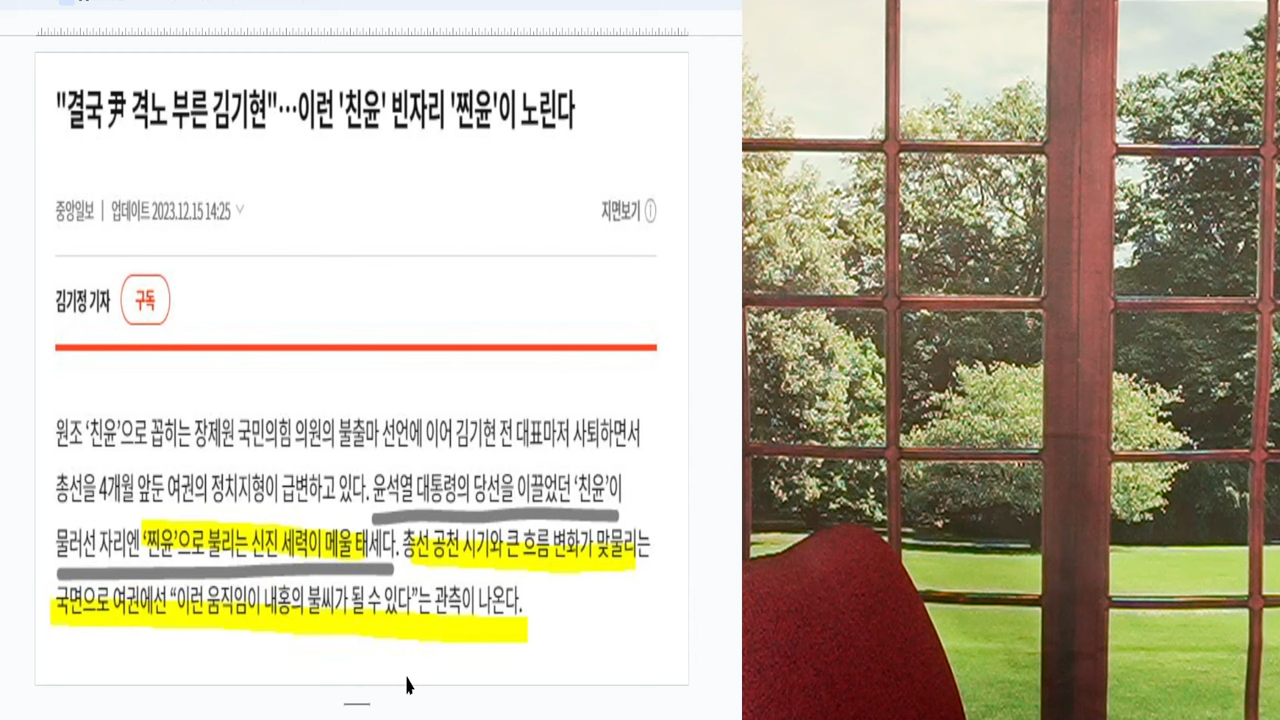 "결국 尹 격노 부른 김기현"…이런 '친윤' 빈자리 '찐윤'이 노린다
중앙일보 | 업데이트 2023.12.15 14:25
지면보기
김기정 기자
구독
원조 ‘친윤’으로 꼽히는 장제원 국민의힘 의원의 불출마 선언에 이어 김기현 전 대표마저 사퇴하면서
총선을 4개월 앞둔 여권의 정치지형이 급변하고 있다. 윤석열 대통령의 당선을 이끌었던 ‘친윤’이
물러선 자리엔 ‘찐윤’으로 불리는 신진 세력이 메울 태세다. 총선 공천 시기와 큰 흐름 변화가 맞물리는
국면으로 여권에선 “이런 움직임이 내홍의 불씨가 될 수 있다”는 관측이 나온다.